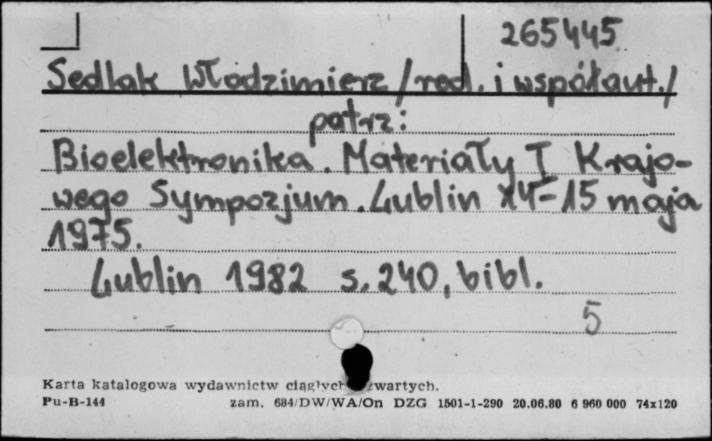 265445
Sedlak Włodzimierz /red. i współaut./
patrz:
Bioelektronika. Materiały I Krajo-
wego Sympozjum. Lublin 14-15 maja
1975.
Lublin 1982 s. 240, bibl.
5
Karta katalogowa wydawnictw ciągłych zwartych.
Pu-B-144 zam. 684/DW/WA/On DZG 1501-1-290 20.06.80 6 960 000 74x120